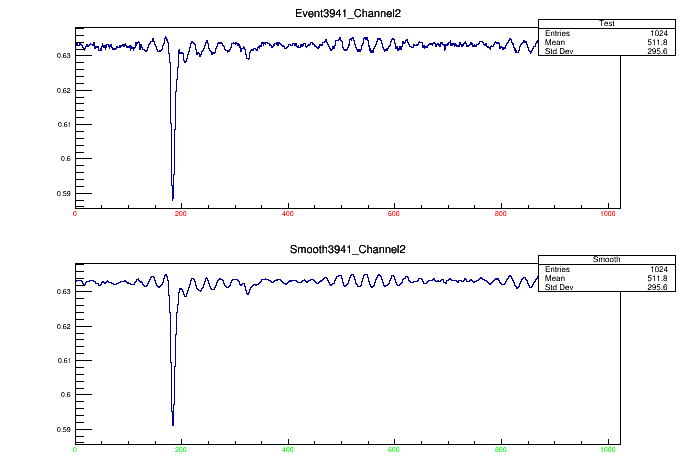 Event3941_Channel2
Test
Entries 1024
Mean 511.8
Std Dev 295.6
0.63
0.62
0.61
0.6
0.59
0 200 400 600 800 1000
Smooth3941_Channel2
Smooth
Entries 1024
Mean 511.8
Std Dev 295.6
0.63
0.62
0.61
0.6
0.59
0 200 400 600 800 1000